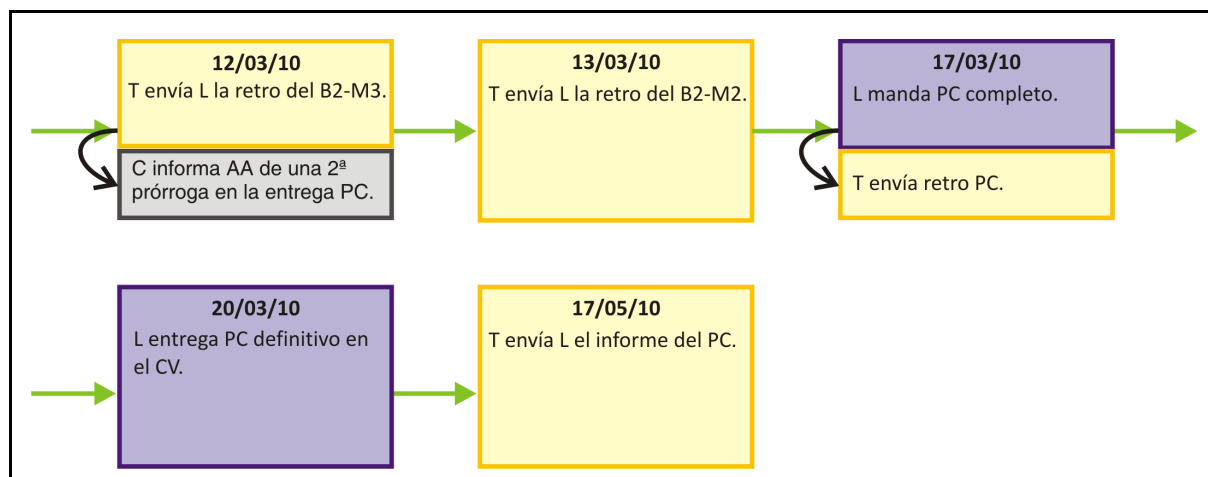 12/03/10
T envía L la retro del B2-M3.
C informa AA de una 2ª
prórroga en la entrega PC.
13/03/10
T envía L la retro del B2-M2.
17/03/10
L manda PC completo.
T envía retro PC.
20/03/10
L entrega PC definitivo en
el CV.
17/05/10
T envía L el informe del PC.